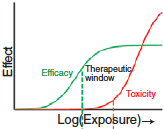 Effect
Therapeutic
window
Efficacy
Toxicity
Log(Exposure)→